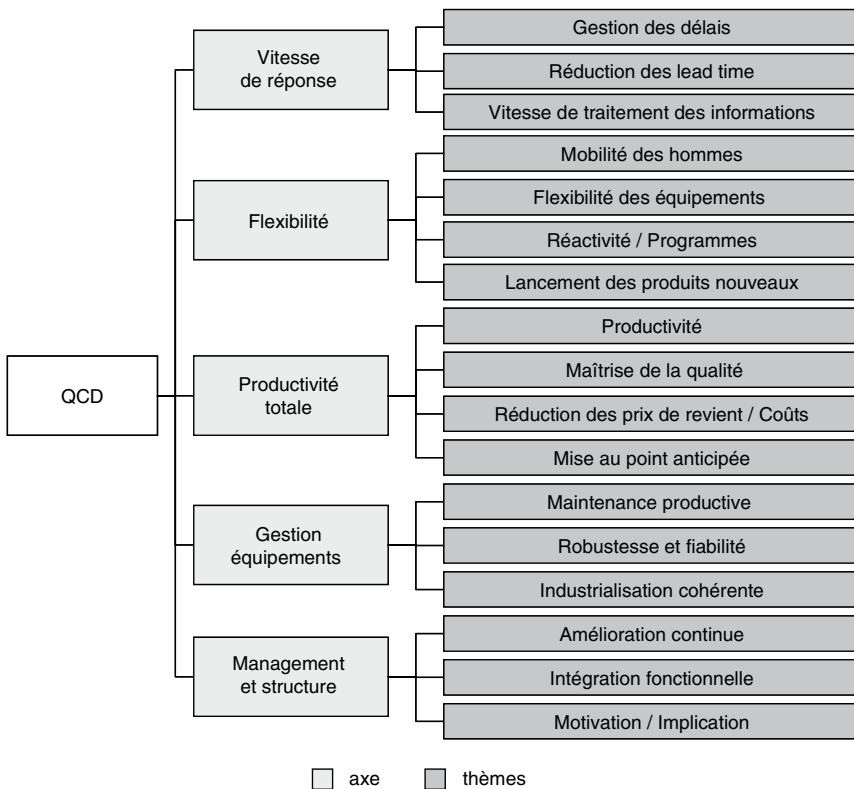 QCD
Vitesse
de réponse
Gestion des délais
Réduction des lead time
Vitesse de traitement des informations
Flexibilité
Mobilité des hommes
Flexibilité des équipements
Réactivité / Programmes
Lancement des produits nouveaux
Productivité
totale
Productivité
Maîtrise de la qualité
Réduction des prix de revient / Coûts
Mise au point anticipée
Gestion
équipements
Maintenance productive
Robustesse et fiabilité
Industrialisation cohérente
Management
et structure
Amélioration continue
Intégration fonctionnelle
Motivation / Implication
axe
thèmes